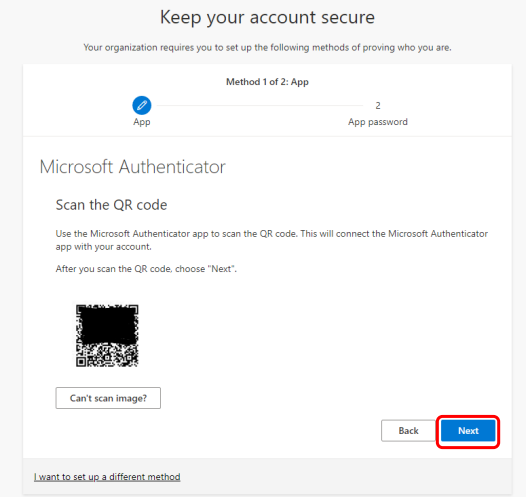 Keep your account secure
Your organization requires you to set up the following methods of proving who you are.
Method 1 of 2: App
App
2
App password
Microsoft Authenticator
Scan the QR code
Use the Microsoft Authenticator app to scan the QR code. This will connect the Microsoft Authenticator
app with your account.
After you scan the QR code, choose "Next".
Can't scan image?
Back
Next
I want to set up a different method